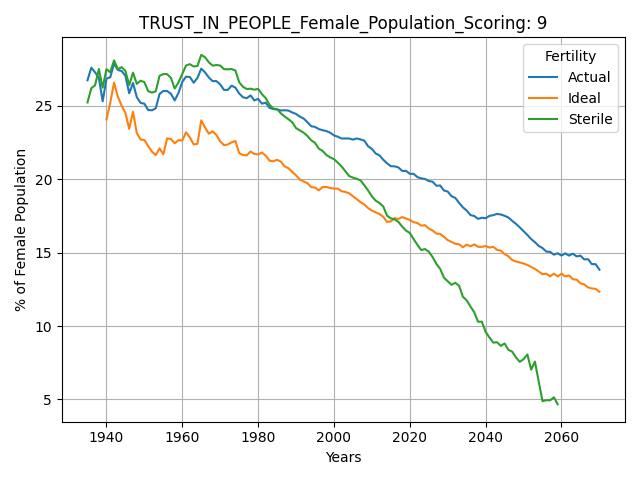 TRUST_IN_PEOPLE_Female_Population_Scoring: 9
% of Female Population
25
20
15
10
5
Fertility
Actual
Ideal
Sterile
1940 1960 1980 2000 2020 2040 2060
Years